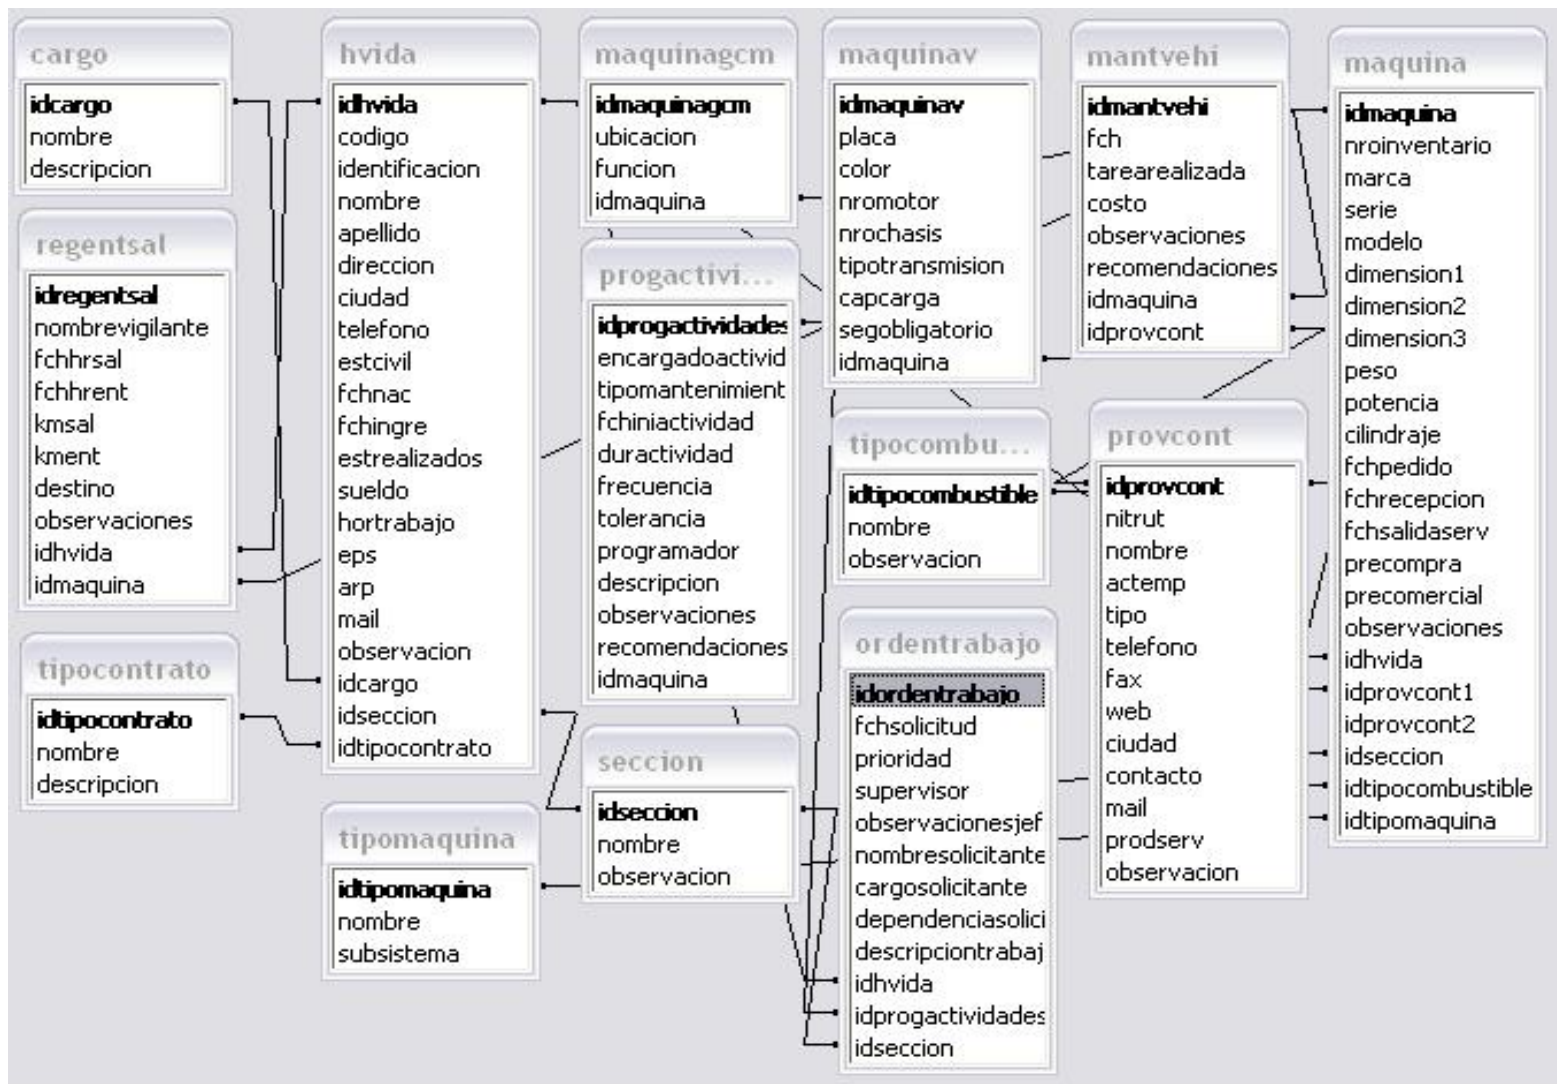 cargo
idcargo
nombre
descripcion
regentsal
idregentsal
nombrevigilante
fchhrsal
fchhrent
kmsal
kment
destino
observaciones
idhvida
idmaquina
tipocontrato
idtipocontrato
nombre
descripcion
hvida
idhvida
codigo
identificacion
nombre
apellido
direccion
ciudad
telefono
estcivil
fchnac
fchingre
estrealizados
sueldo
hortrabajo
eps
arp
mail
observacion
idcargo
idseccion
idtipocontrato
tipomaquina
idtipomaquina
nombre
subsistema
maquinagcm
idmaquinagcm
ubicacion
funcion
idmaquina
progactivi...
idprogactividades
encargadoactivid
tipomantenimient
fchiniactividad
duractividad
frecuencia
tolerancia
programador
descripcion
observaciones
recomendaciones
idmaquina
seccion
idseccion
nombre
observacion
maquinav
idmaquinav
placa
color
nromotor
nrochasis
tipotransmision
capcarga
segobligatorio
idmaquina
tipocombu...
idtipocombustible
nombre
observacion
ordentrabajo
idordentrabajo
fchsolicitud
prioridad
supervisor
observacionesjef
nombresolicitante
cargosolicitante
dependenciasolici
descripciontrabaj
idhvida
idprogactividades
idseccion
mantvehi
idmantvehi
fch
tarearealizada
costo
observaciones
recomendaciones
idmaquina
idprovcont
provcont
idprovcont
nitrut
nombre
actemp
tipo
telefono
fax
web
ciudad
contacto
mail
prodserv
observacion
maquina
idmaquina
nroinventario
marca
serie
modelo
dimension1
dimension2
dimension3
peso
potencia
cilindraje
fchpedido
fchrecepcion
fchsalidaserv
precompra
precomercial
observaciones
idhvida
idprovcont1
idprovcont2
idseccion
idtipocombustible
idtipomaquina